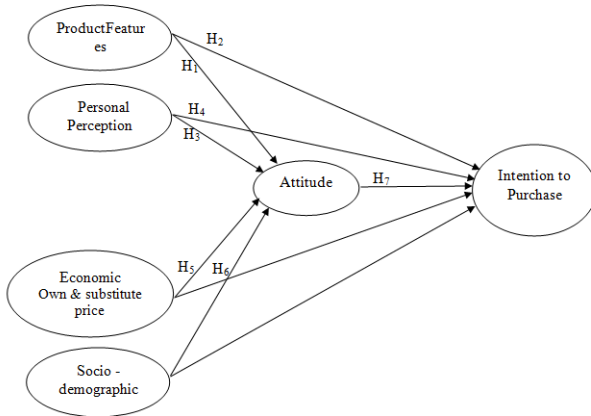 ProductFeatur
es
H2
H1
Personal
Perception
H4
H3
Attitude
H7
Intention to
Purchase
Economic
Own & substitute
price
H5
H6
Socio -
demographic